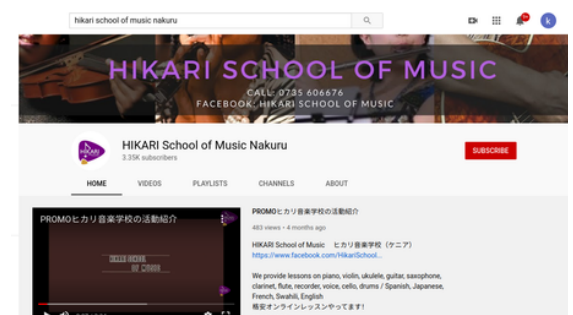 hikari school of music nakuru
HIKARI SCHOOL OF MUSIC
CALL: 0735 606676
FACEBOOK: HIKARI SCHOOL OF MUSIC
HIKARI
HIKARI School of Music Nakuru
3.35K subscribers
SUBSCRIBE
HOME VIDEOS PLAYLISTS CHANNELS ABOUT
PROMOヒカリ音楽学校の活動紹介
PROMOヒカリ音楽学校の活動紹介
483 views • 4 months ago
HIKARI School of Music ヒカリ音楽学校（ケニア）
https://www.facebook.com/HikariSchool...
We provide lessons on piano, violin, ukulele, guitar, saxophone,
clarinet, flute, recorder, voice, cello, drums / Spanish, Japanese,
French, Swahili, English
格安オンラインレッスンやってます!